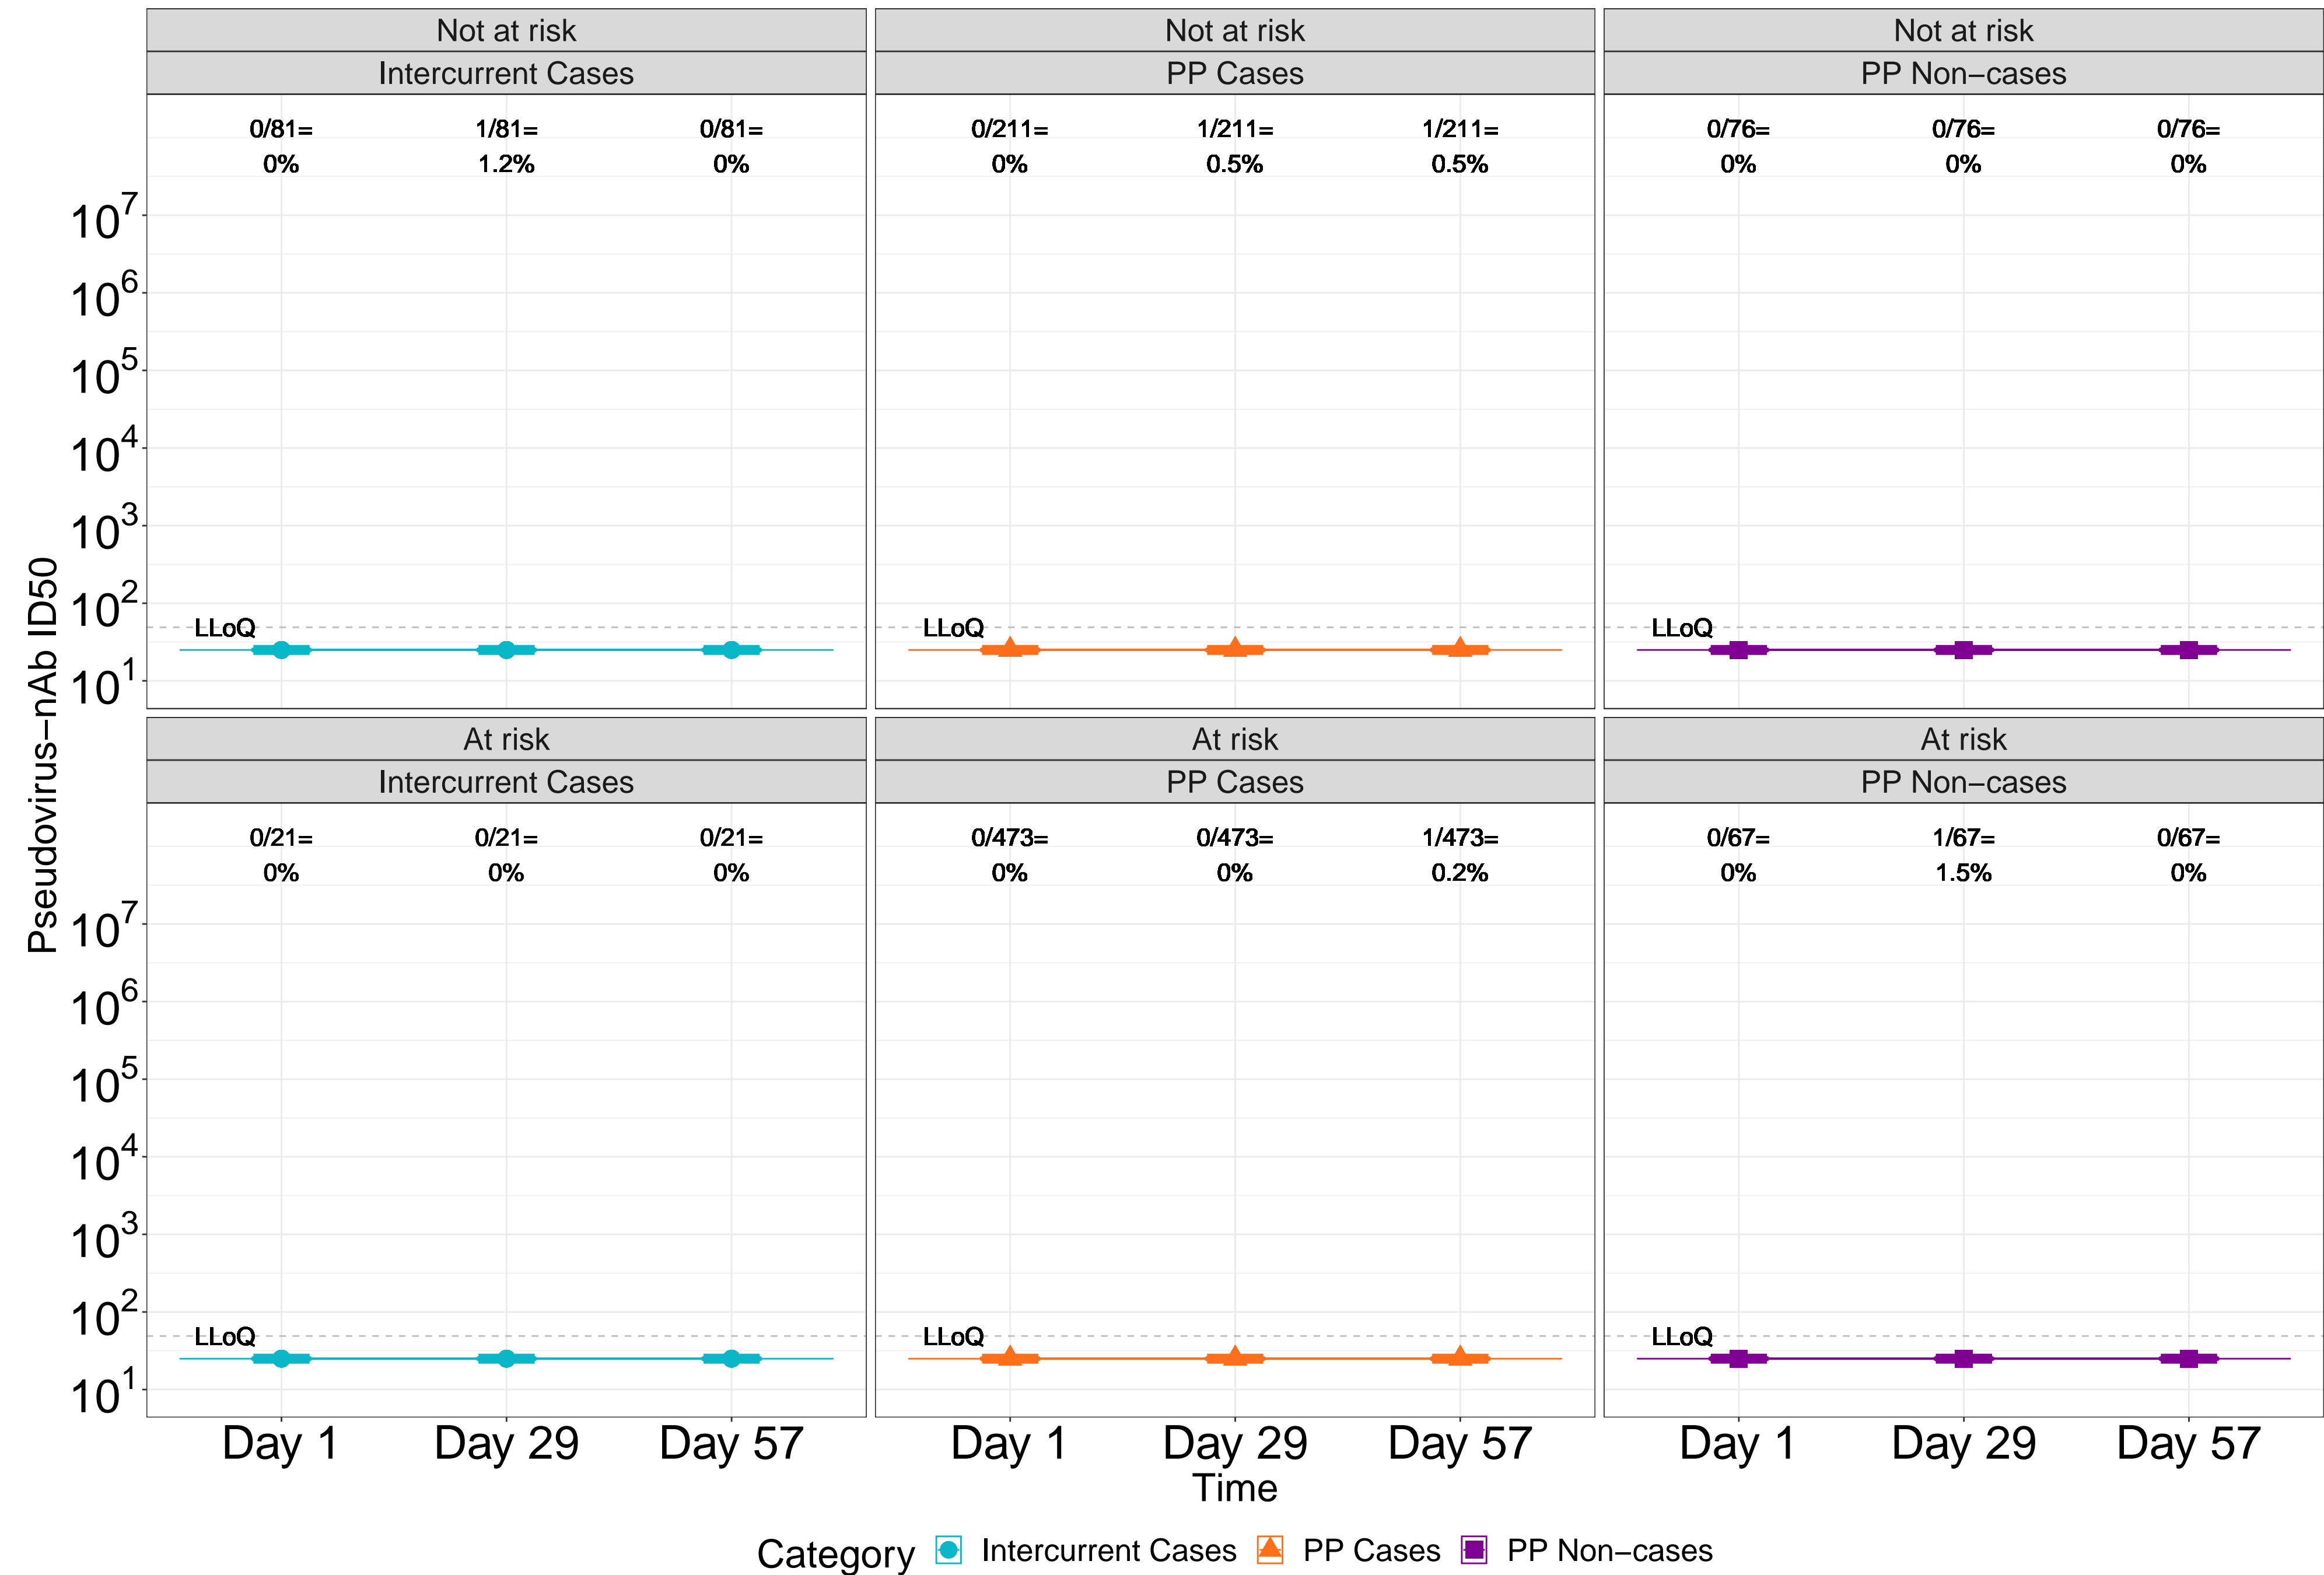 Not at risk Not at risk Not at risk
Intercurrent Cases PP Cases PP Non−cases
0/81= 1/81= 0/81= 0/211= 1/211= 1/211= 0/76= 0/76= 0/76=
0% 1.2% 0% 0% 0.5% 0.5% 0% 0% 0%
10^7
10^6
10^5
10^4
10^3
10^2
LLoQ LLoQ LLoQ
10^1
Pseudovirus−nAb ID50
At risk At risk At risk
Intercurrent Cases PP Cases PP Non−cases
0/21= 0/21= 0/21= 0/473= 0/473= 1/473= 0/67= 1/67= 0/67=
0% 0% 0% 0% 0% 0.2% 0% 1.5% 0%
10^7
10^6
10^5
10^4
10^3
10^2
LLoQ LLoQ LLoQ
10^1
Day 1 Day 29 Day 57 Day 1 Day 29 Day 57 Day 1 Day 29 Day 57
Time
Category Intercurrent Cases PP Cases PP Non−cases